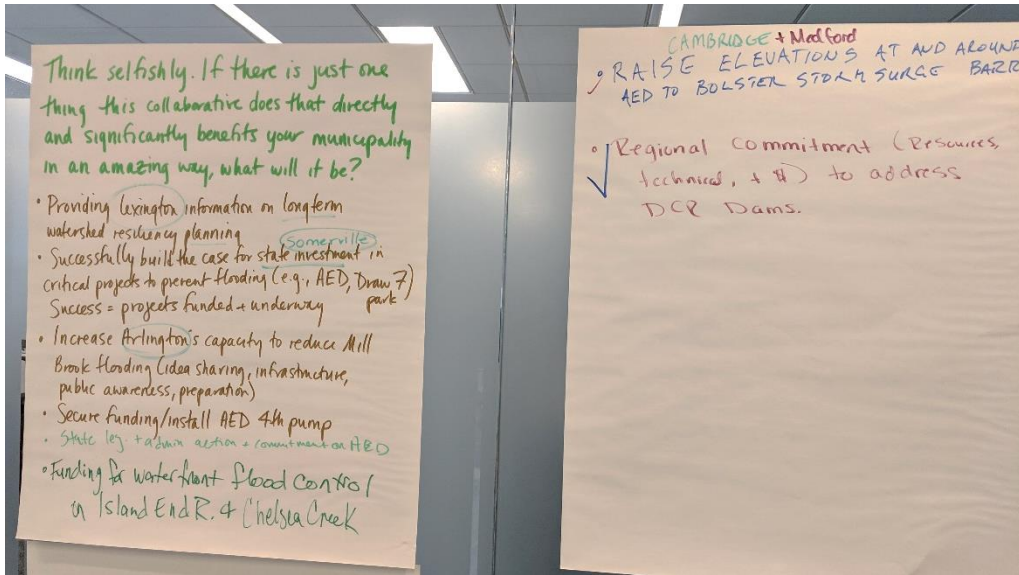 Think selfishly. If there is just one
thing this collaborative does that directly
and significantly benefits your municipality
in an amazing way, what will it be?
• Providing Lexington information on longterm
watershed resiliency planning
Somerville
• Successfully build the case for state investment in
critical projects to prevent flooding (e.g., AED, Draw 7
park)
Success = projects funded + underway
• Increase Arlington's capacity to reduce Mill
Brook flooding (idea sharing, infrastructure,
public awareness, preparation)
• Secure funding/install AED 4th pump
• State leg. + admin action + commitment on AED
• Funding for waterfront flood control
in Island End R. & Chelsea Creek
CAMBRIDGE + Medford
• RAISE ELEVATIONS AT AND AROUND
AED TO BOLSTER STORM SURGE BARR
• Regional commitment (Resources,
technical, + $) to address
DCR Dams.